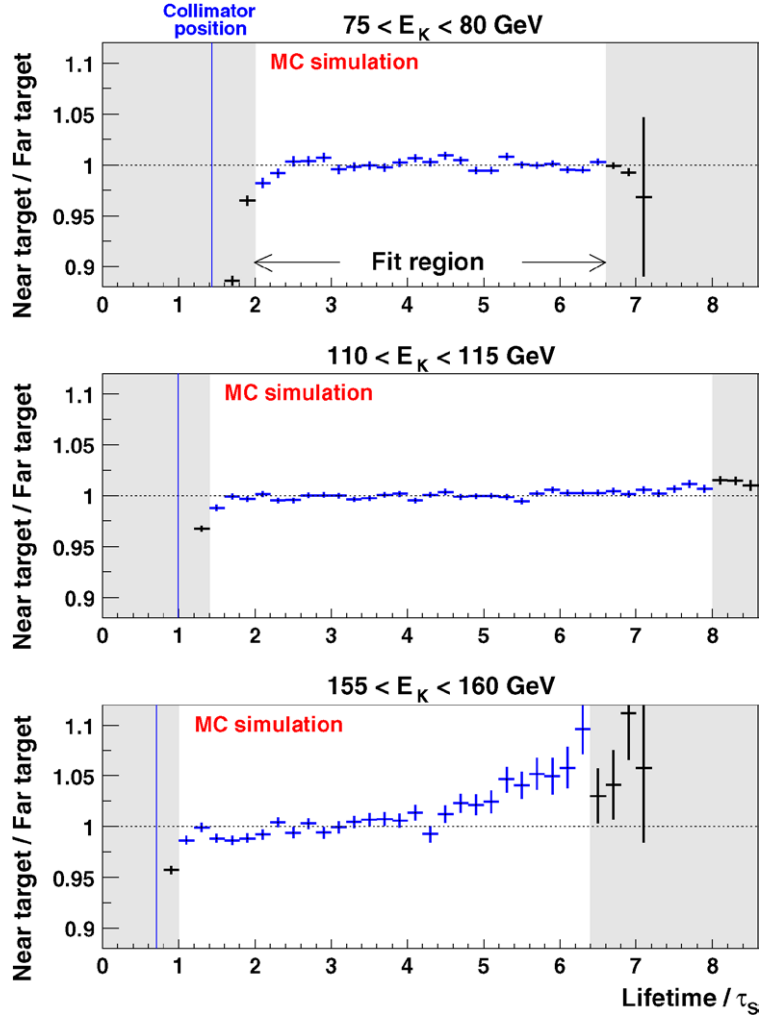 Collimator
position
75 < E_K < 80 GeV
MC simulation
Near target / Far target
1.1
1.05
1
0.95
0.9
Fit region
0 1 2 3 4 5 6 7 8
110 < E_K < 115 GeV
MC simulation
Near target / Far target
1.1
1.05
1
0.95
0.9
0 1 2 3 4 5 6 7 8
155 < E_K < 160 GeV
MC simulation
Near target / Far target
1.1
1.05
1
0.95
0.9
0 1 2 3 4 5 6 7 8
Lifetime / τ_S